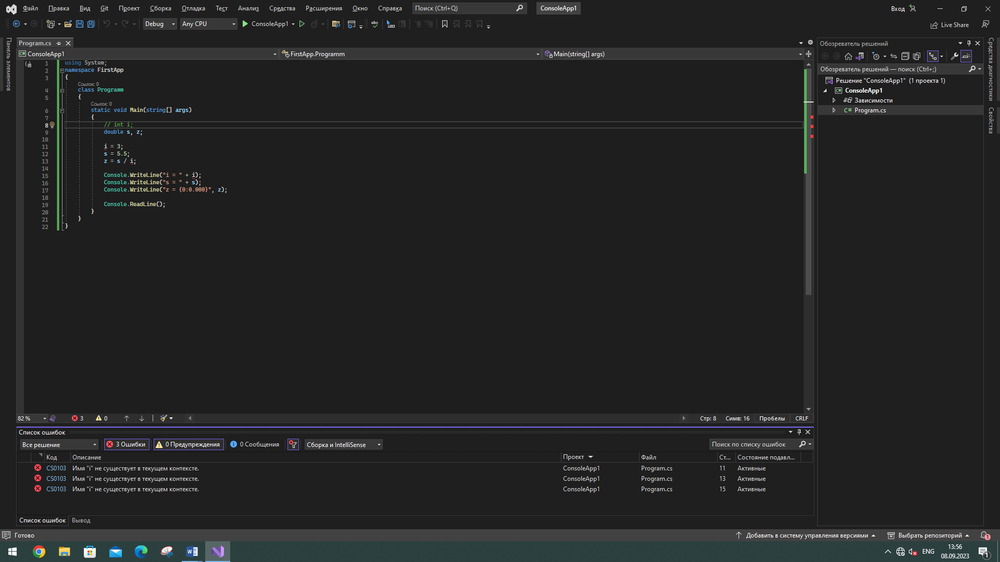 Файл Правка Вид Git Проект Сборка Отладка Тест Анализ Средства Расширения Окно Справка Поиск (Ctrl+Q) ConsoleApp1 Вход
Debug Any CPU ConsoleApp1 Live Share
Панель элементов
Program.cs
ConsoleApp1 FirstApp.Programm Main(string[] args)
1 using System;
2 namespace FirstApp
3 {
Ссылок: 0
4 class Programm
5 {
Ссылок: 0
6 static void Main(string[] args)
7 {
8 // int i;
9 double s, z;
10
11 i = 3;
12 s = 5.5;
13 z = s / i;
14
15 Console.WriteLine("i = " + i);
16 Console.WriteLine("s = " + s);
17 Console.WriteLine("z = {0:0.000}", z);
18
19 Console.ReadLine();
20 }
21 }
22 }
82 % 3 0 Стр: 8 Симв: 16 Пробелы CRLF
Обозреватель решений
Обозреватель решений — поиск (Ctrl+;)
Решение "ConsoleApp1" (1 проекта 1)
ConsoleApp1
Зависимости
Program.cs
Средства диагностики
Свойства
Список ошибок
Все решение 3 Ошибки 0 Предупреждения 0 Сообщения Сборка и IntelliSense Поиск по списку ошибок
Код Описание Проект Файл Ст... Состояние подавл...
CS0103 Имя "i" не существует в текущем контексте. ConsoleApp1 Program.cs 11 Активные
CS0103 Имя "i" не существует в текущем контексте. ConsoleApp1 Program.cs 13 Активные
CS0103 Имя "i" не существует в текущем контексте. ConsoleApp1 Program.cs 15 Активные
Список ошибок Вывод
Готово Добавить в систему управления версиями Выбрать репозиторий 1
ENG 13:56
08.09.2023 1